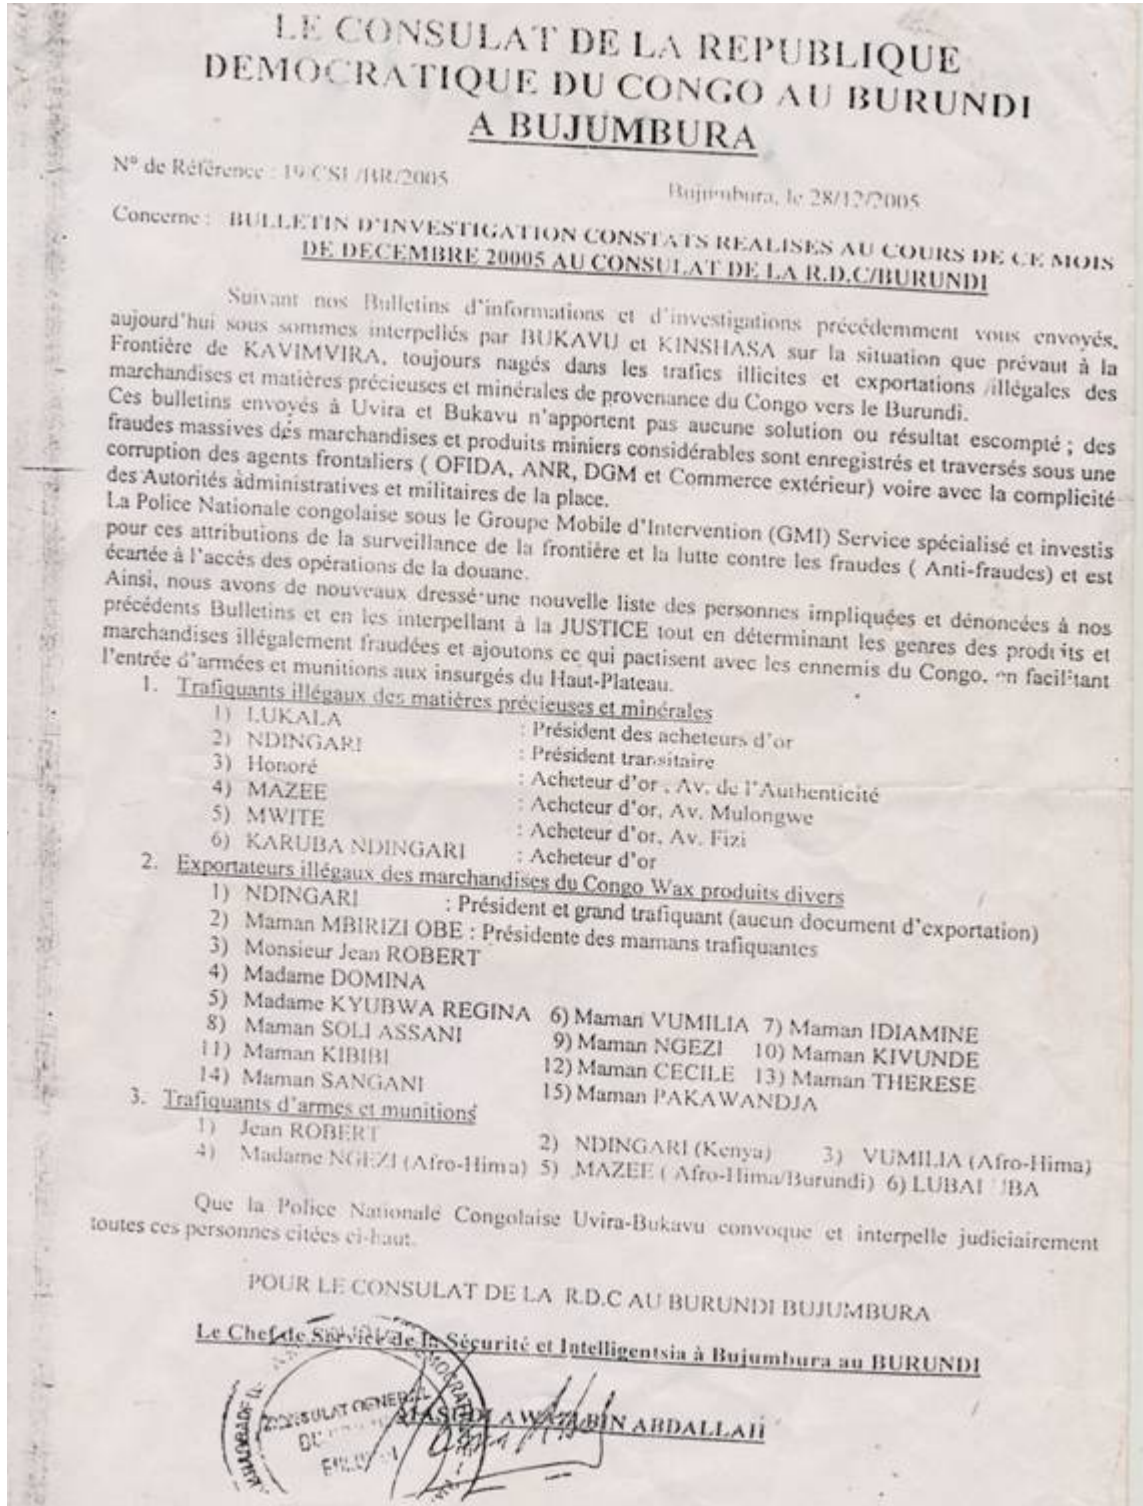 LE CONSULAT DE LA REPUBLIQUE
DEMOCRATIQUE DU CONGO AU BURUNDI
A BUJUMBURA
N° de Référence : 19/CSI /BR/2005
Bujumbura, le 28/12/2005
Concerne : BULLETIN D'INVESTIGATION CONSTATS REALISES AU COURS DE CE MOIS
DE DECEMBRE 20005 AU CONSULAT DE LA R.D.C/BURUNDI
Suivant nos Bulletins d'informations et d'investigations précédemment vous envoyés,
aujourd'hui sous sommes interpellés par BUKAVU et KINSHASA sur la situation que prévaut à la
Frontière de KAVIMVIRA, toujours nagés dans les trafics illicites et exportations illégales des
marchandises et matières précieuses et minérales de provenance du Congo vers le Burundi.
Ces bulletins envoyés à Uvira et Bukavu n'apportent pas aucune solution ou résultat escompté ; des
fraudes massives dés marchandises et produits miniers considérables sont enregistrés et traversés sous une
corruption des agents frontaliers ( OFIDA, ANR, DGM et Commerce extérieur) voire avec la complicité
des Autorités administratives et militaires de la place.
La Police Nationale congolaise sous le Groupe Mobile d'Intervention (GMI) Service spécialisé et investis
pour ces attributions de la surveillance de la frontière et la lutte contre les fraudes ( Anti-fraudes) et est
écartée à l'accès des opérations de la douane.
Ainsi, nous avons de nouveaux dressé une nouvelle liste des personnes impliquées et dénoncées à nos
précédents Bulletins et en les interpellant à la JUSTICE tout en déterminant les genres des produits et
marchandises illégalement fraudées et ajoutons ce qui pactisent avec les ennemis du Congo, en facilitant
l'entrée d'armées et munitions aux insurgés du Haut-Plateau.
1. Trafiquants illégaux des matières précieuses et minérales
1) LUKALA : Président des acheteurs d'or
2) NDINGARI : Président transitaire
3) Honoré : Acheteur d'or , Av. de l'Authenticité
4) MAZEE : Acheteur d'or, Av. Mulongwe
5) MWITE : Acheteur d'or, Av. Fizi
6) KARUBA NDINGARI : Acheteur d'or
2. Exportateurs illégaux des marchandises du Congo Wax produits divers
1) NDINGARI : Président et grand trafiquant (aucun document d'exportation)
2) Maman MBIRIZI OBE : Présidente des mamans trafiquantes
3) Monsieur Jean ROBERT
4) Madame DOMINA
5) Madame KYUBWA REGINA 6) Maman VUMILIA 7) Maman IDIAMINE
8) Maman SOLI ASSANI 9) Maman NGEZI 10) Maman KIVUNDE
11) Maman KIBIBI 12) Maman CECILE 13) Maman THERESE
14) Maman SANGANI 15) Maman PAKAWANDJA
3. Trafiquants d'armes et munitions
1) Jean ROBERT 2) NDINGARI (Kenya) 3) VUMILIA (Afro-Hima)
4) Madame NGEZI (Afro-Hima) 5) MAZEE ( Afro-Hima/Burundi) 6)
Que la Police Nationale Congolaise Uvira-Bukavu convoque et interpelle judiciairement
toutes ces personnes citées ci-haut.
POUR LE CONSULAT DE LA R.D.C AU BURUNDI BUJUMBURA
Le Chef de Service de la Sécurité et Intelligentsia à Bujumbura au BURUNDI
CONSULAT GENERAL
BIN ABDALLAH